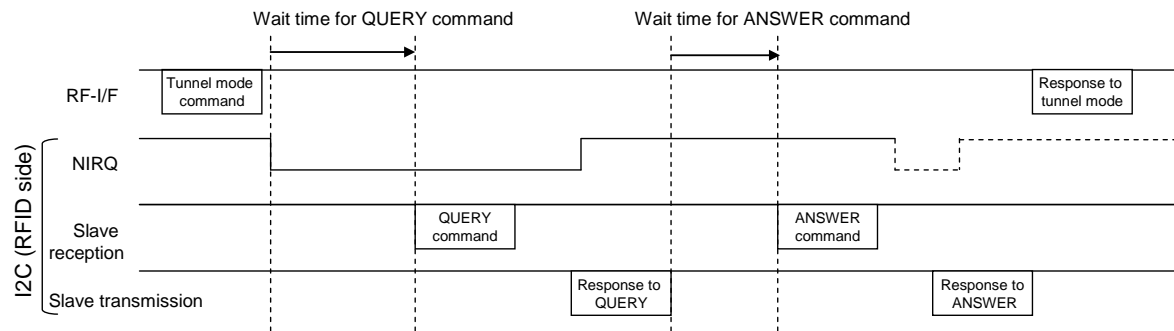 Wait time for QUERY command
Wait time for ANSWER command
RF-I/F
Tunnel mode
command
Response to
tunnel mode
I2C (RFID side)
NIRQ
Slave
reception
QUERY
command
ANSWER
command
Slave transmission
Response to
QUERY
Response to
ANSWER